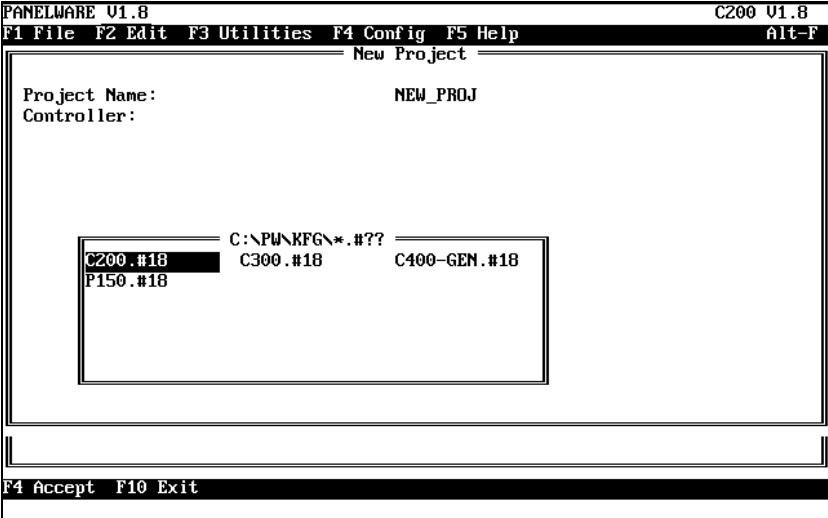 PANELWARE V1.8 C200 V1.8
F1 File F2 Edit F3 Utilities F4 Config F5 Help Alt-F
New Project
Project Name: NEW_PROJ
Controller:
C:\PW\KFG\*.#??
C200.#18 C300.#18 C400-GEN.#18
P150.#18
F4 Accept F10 Exit